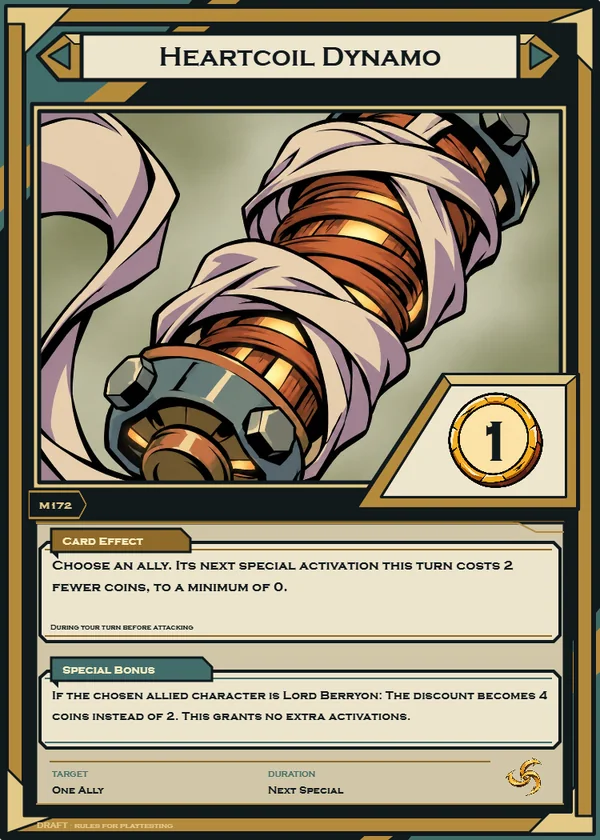 Heartcoil Dynamo
1
M172
Card Effect
Choose an ally. Its next special activation this turn costs 2
fewer coins, to a minimum of 0.
During your turn before attacking
Special Bonus
If the chosen allied character is Lord Berryon: The discount becomes 4
coins instead of 2. This grants no extra activations.
Target
Duration
One Ally
Next Special
DRAFT · Rules for playtesting